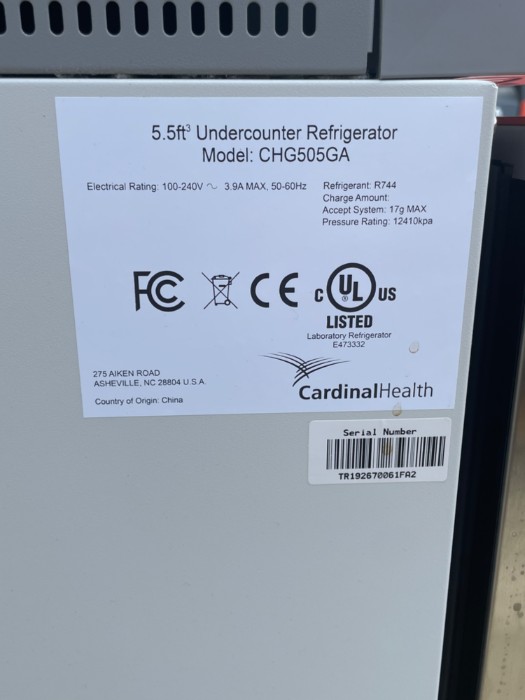 5.5ft³ Undercounter Refrigerator
Model: CHG505GA
Electrical Rating: 100-240V ∿ 3.9A MAX, 50-60Hz
Refrigerant: R744
Charge Amount:
Accept System: 17g MAX
Pressure Rating: 12410kpa
FC CE c UL ® US
LISTED
Laboratory Refrigerator
E473332
275 AIKEN ROAD
ASHEVILLE, NC 28804 U.S.A.
Country of Origin: China
CardinalHealth
Serial Number
TR192670061FA2